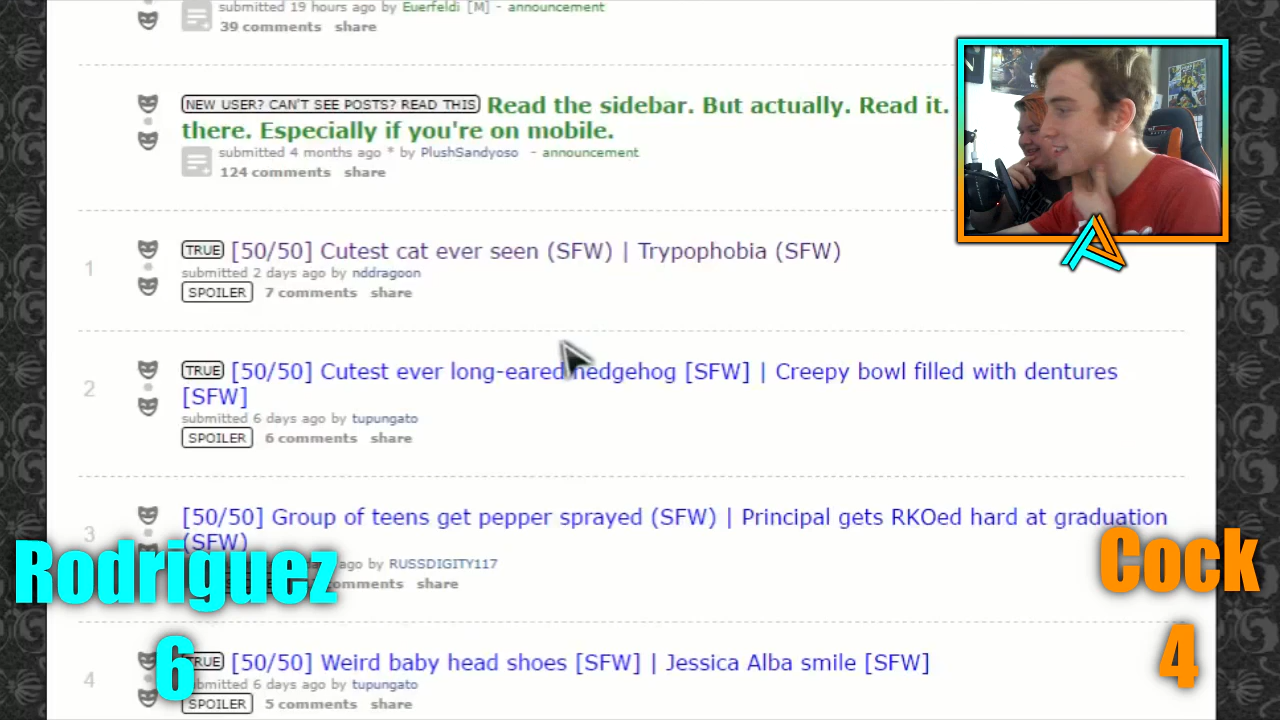 submitted 19 hours ago by Euerfeldi [M] - announcement
39 comments share
NEW USER? CAN'T SEE POSTS? READ THIS Read the sidebar. But actually. Read it.
there. Especially if you're on mobile.
submitted 4 months ago * by PlushSandyoso - announcement
124 comments share
1
TRUE [50/50] Cutest cat ever seen (SFW) | Trypophobia (SFW)
submitted 2 days ago by nddragoon
SPOILER 7 comments share
2
TRUE [50/50] Cutest ever long-eared hedgehog [SFW] | Creepy bowl filled with dentures
[SFW]
submitted 6 days ago by tupungato
SPOILER 6 comments share
3
[50/50] Group of teens get pepper sprayed (SFW) | Principal gets RKOed hard at graduation
(SFW)
ago by RUSSDIGITY117
comments share
Rodriguez
6
Cock
4
4
TRUE [50/50] Weird baby head shoes [SFW] | Jessica Alba smile [SFW]
submitted 6 days ago by tupungato
SPOILER 5 comments share